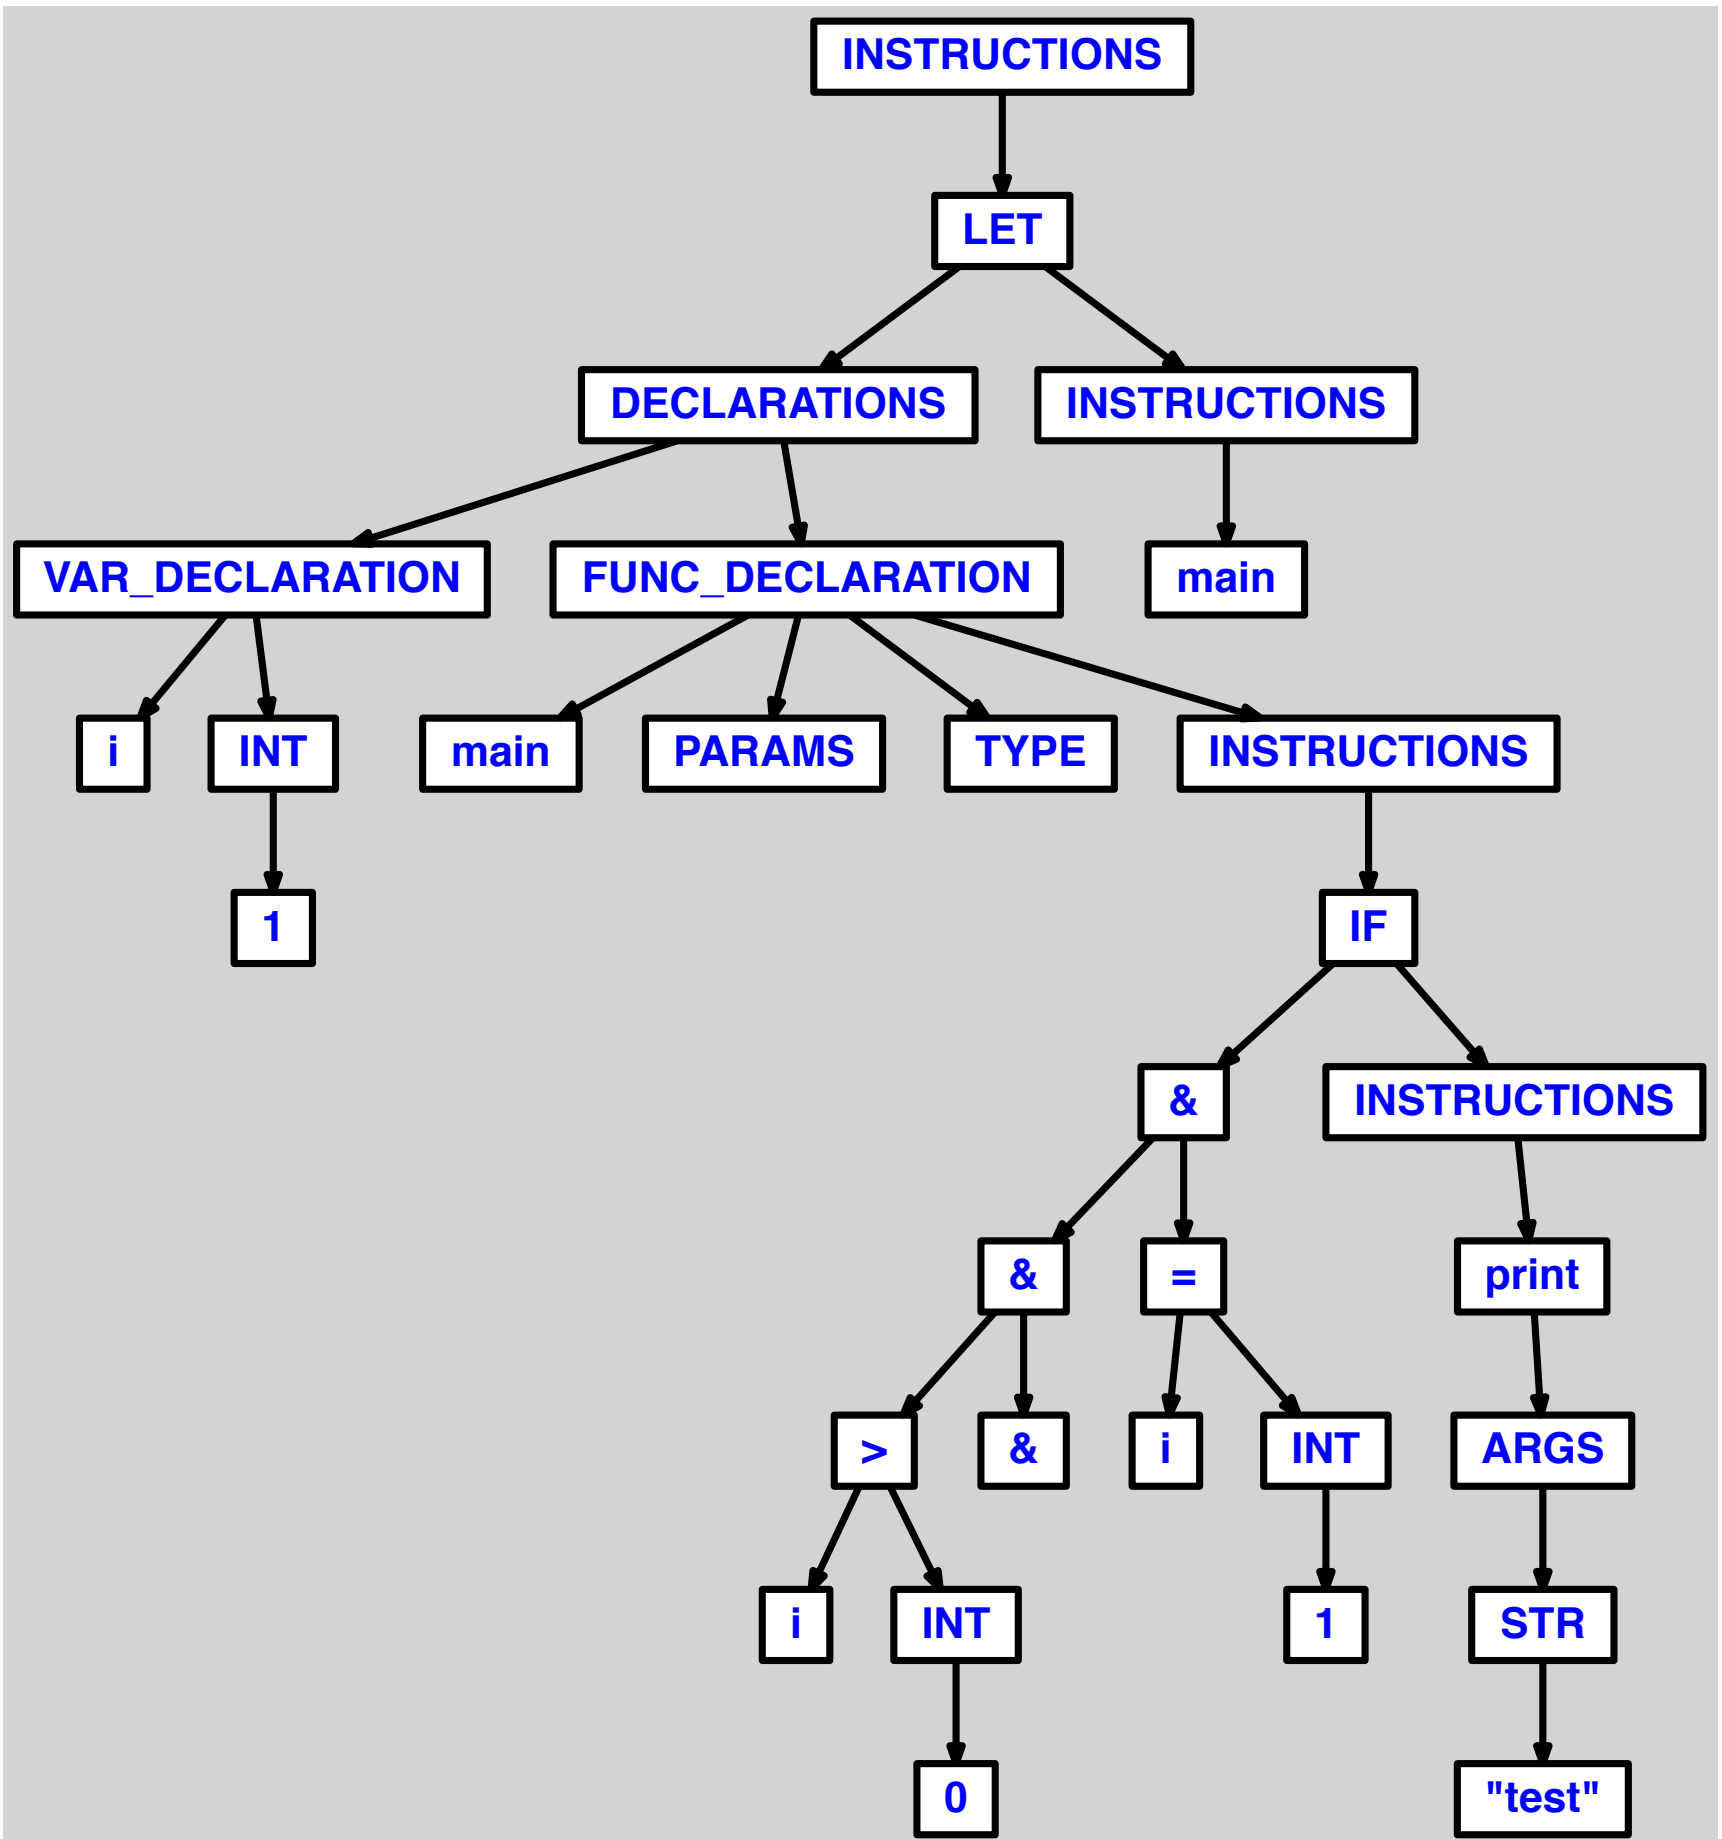 INSTRUCTIONS
LET
DECLARATIONS
INSTRUCTIONS
VAR_DECLARATION
FUNC_DECLARATION
main
i
INT
main
PARAMS
TYPE
INSTRUCTIONS
1
IF
&
INSTRUCTIONS
&
=
print
>
&
i
INT
ARGS
i
INT
1
STR
0
"test"